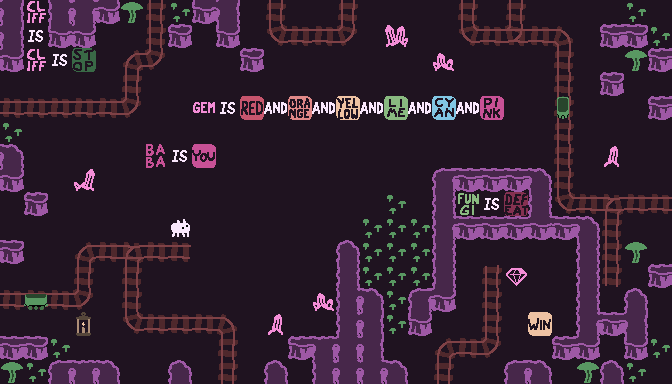 CLIFF IS
CLIFF IS STOP
GEM IS RED AND ORANGE AND YELLOW AND LIME AND CYAN AND PINK
BABA IS YOU
FUNGI IS DEFEAT
WIN